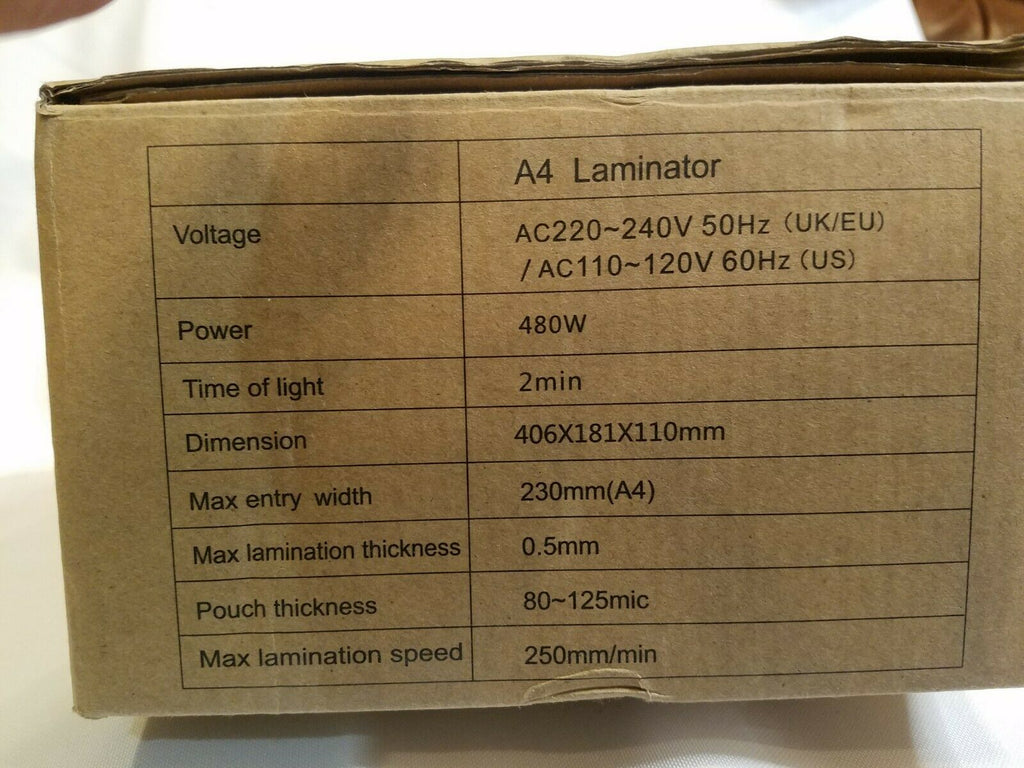 A4 Laminator
Voltage AC220~240V 50Hz (UK/EU)
/ AC110~120V 60Hz (US)
Power 480W
Time of light 2min
Dimension 406X181X110mm
Max entry width 230mm(A4)
Max lamination thickness 0.5mm
Pouch thickness 80~125mic
Max lamination speed 250mm/min